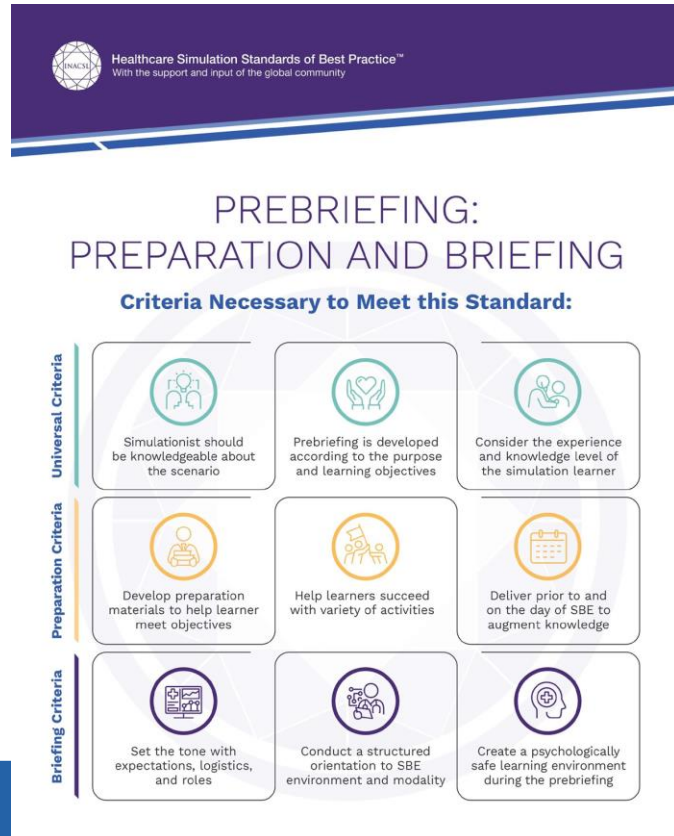 INACSL
Healthcare Simulation Standards of Best Practice™
With the support and input of the global community
PREBRIEFING:
PREPARATION AND BRIEFING
Criteria Necessary to Meet this Standard:
Universal Criteria
Simulationist should
be knowledgeable about
the scenario
Prebriefing is developed
according to the purpose
and learning objectives
Consider the experience
and knowledge level of
the simulation learner
Preparation Criteria
Develop preparation
materials to help learner
meet objectives
Help learners succeed
with variety of activities
Deliver prior to and
on the day of SBE to
augment knowledge
Briefing Criteria
Set the tone with
expectations, logistics,
and roles
Conduct a structured
orientation to SBE
environment and modality
Create a psychologically
safe learning environment
during the prebriefing